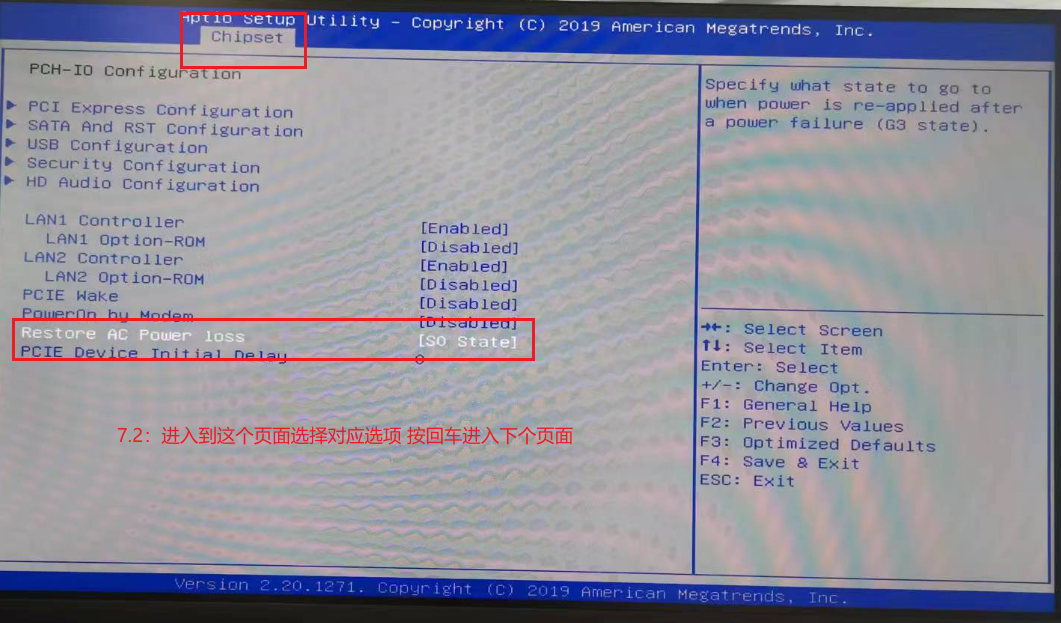 Aptio Setup Utility – Copyright (C) 2019 American Megatrends, Inc.
Chipset
PCH-IO Configuration
PCI Express Configuration
SATA And RST Configuration
USB Configuration
Security Configuration
HD Audio Configuration
LAN1 Controller [Enabled]
LAN1 Option-ROM [Disabled]
LAN2 Controller [Enabled]
LAN2 Option-ROM [Disabled]
PCIE Wake [Disabled]
PowerOn by Modem [Disabled]
Restore AC Power loss [S0 State]
PCIE Device Initial Delay 0
7.2：进入到这个页面选择对应选项 按回车进入下个页面
Specify what state to go to
when power is re-applied after
a power failure (G3 state).
→←: Select Screen
↑↓: Select Item
Enter: Select
+/-: Change Opt.
F1: General Help
F2: Previous Values
F3: Optimized Defaults
F4: Save & Exit
ESC: Exit
Version 2.20.1271. Copyright (C) 2019 American Megatrends, Inc.